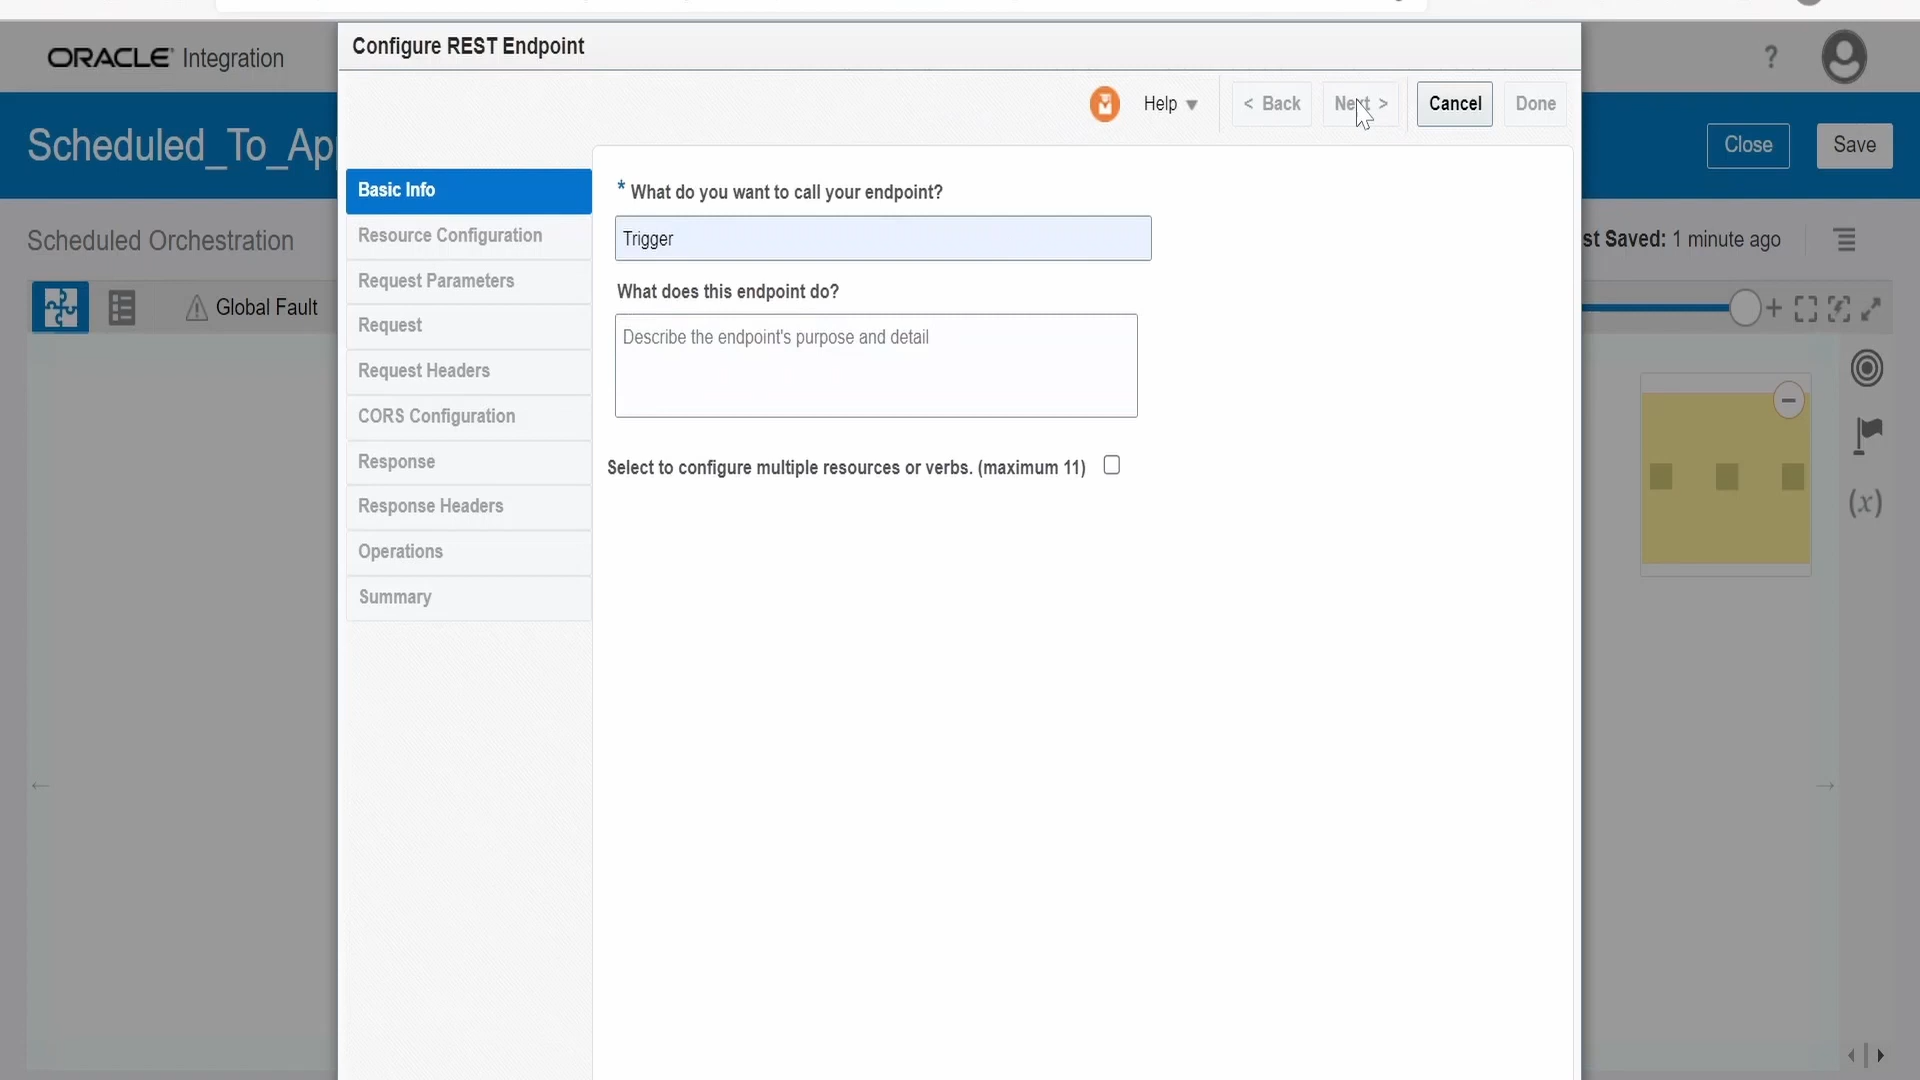 Configure REST Endpoint
ORACLE Integration
?
Help ▼
< Back
Next >
Cancel
Done
Scheduled_To_Ap
Close
Save
Basic Info
* What do you want to call your endpoint?
Trigger
Resource Configuration
Scheduled Orchestration
st Saved: 1 minute ago
Request Parameters
What does this endpoint do?
Describe the endpoint's purpose and detail
Global Fault
Request
Request Headers
CORS Configuration
Response
Select to configure multiple resources or verbs. (maximum 11)
Response Headers
(x)
Operations
Summary